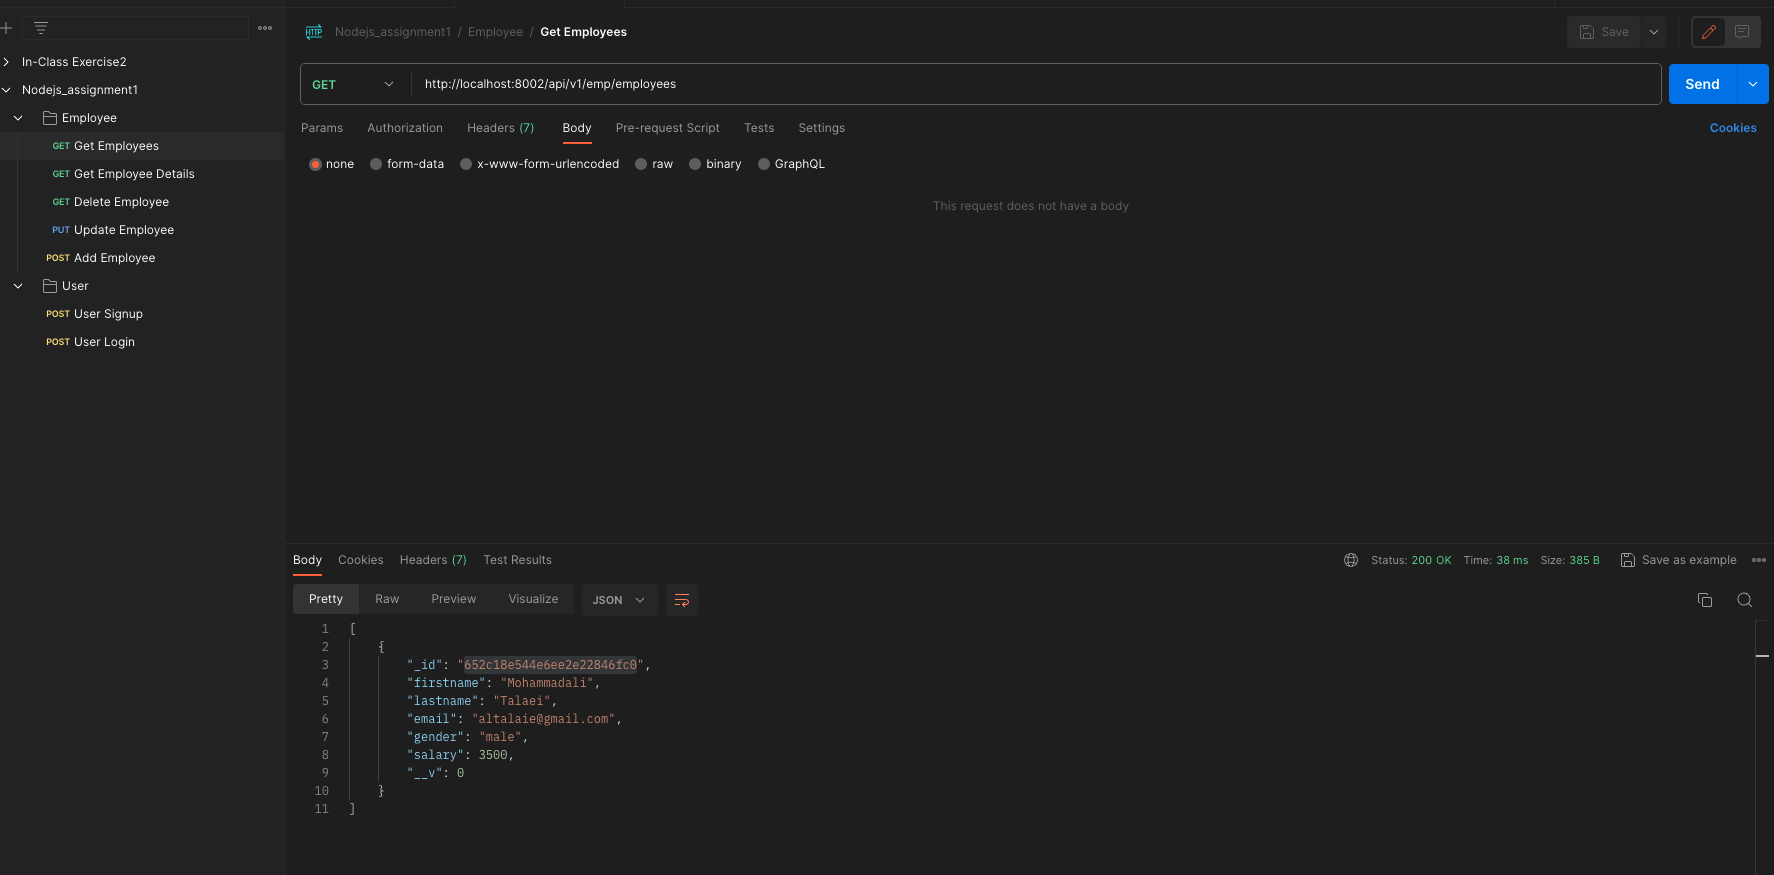 In-Class Exercise2
Nodejs_assignment1
Employee
GET Get Employees
GET Get Employee Details
GET Delete Employee
PUT Update Employee
POST Add Employee
User
POST User Signup
POST User Login
HTTP Nodejs_assignment1 / Employee / Get Employees
Save
GET http://localhost:8002/api/v1/emp/employees Send
Params Authorization Headers (7) Body Pre-request Script Tests Settings Cookies
none form-data x-www-form-urlencoded raw binary GraphQL
This request does not have a body
Body Cookies Headers (7) Test Results Status: 200 OK Time: 38 ms Size: 385 B Save as example
Pretty Raw Preview Visualize JSON
1 [
2 {
3 "_id": "652c18e544e6ee2e22846fc0",
4 "firstname": "Mohammadali",
5 "lastname": "Talaei",
6 "email": "altalaie@gmail.com",
7 "gender": "male",
8 "salary": 3500,
9 "__v": 0
10 }
11 ]